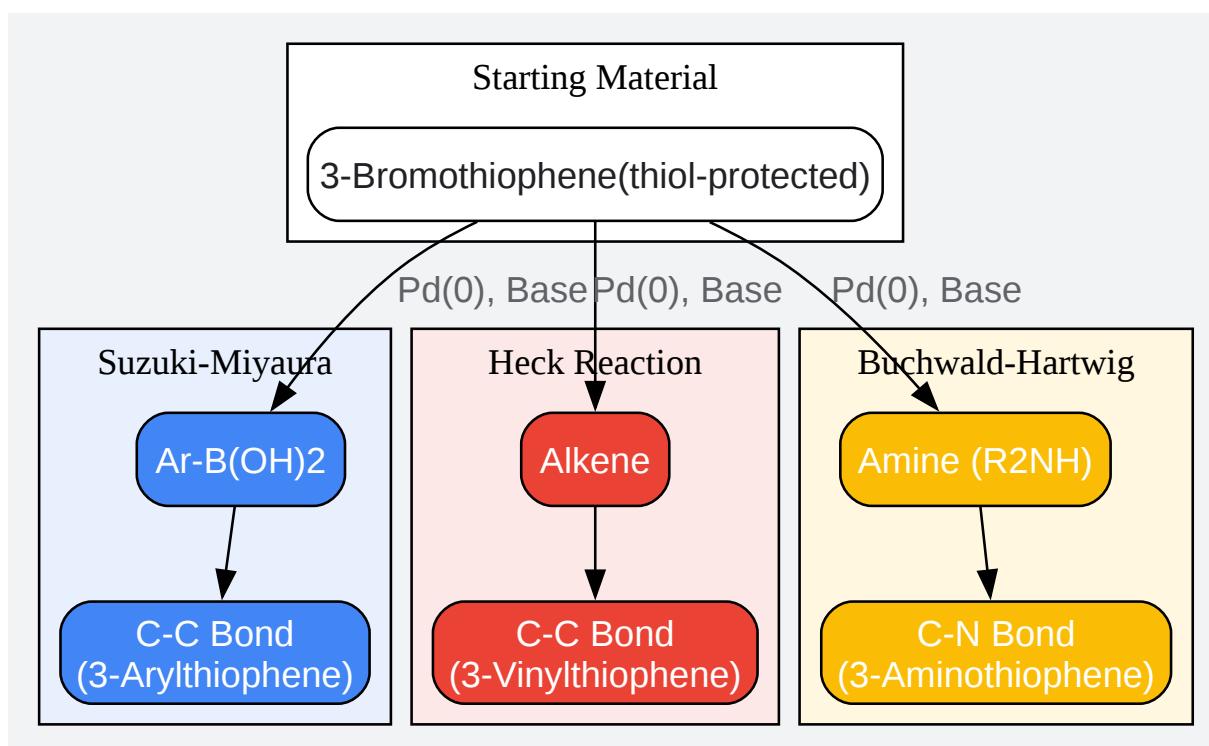 Starting Material
3-Bromothiophene(thiol-protected)
Pd(0), Base
Pd(0), Base
Pd(0), Base
Suzuki-Miyaura
Heck Reaction
Buchwald-Hartwig
Ar-B(OH)2
Alkene
Amine (R2NH)
C-C Bond
(3-Arylthiophene)
C-C Bond
(3-Vinylthiophene)
C-N Bond
(3-Aminothiophene)